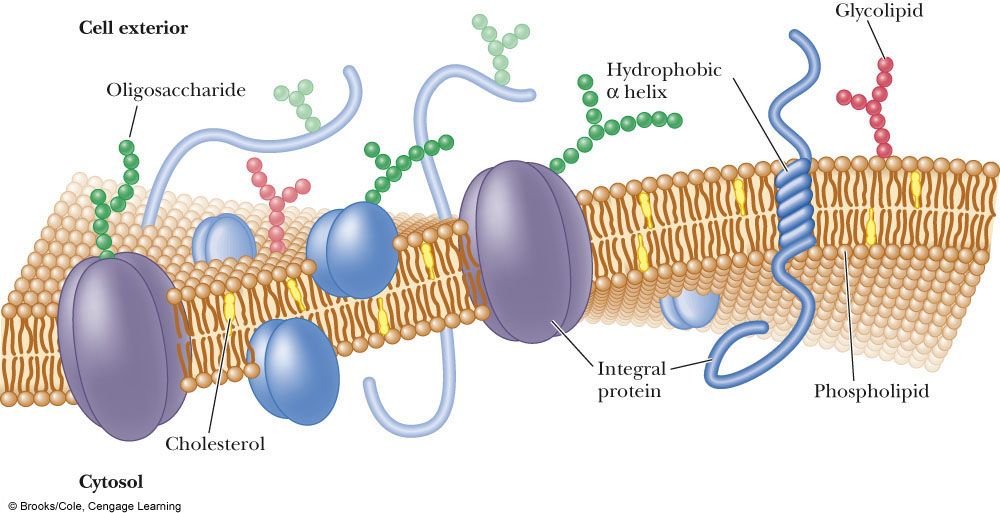 Cell exterior
Glycolipid
Oligosaccharide
Hydrophobic
α helix
Integral
protein
Phospholipid
Cholesterol
Cytosol
© Brooks/Cole, Cengage Learning